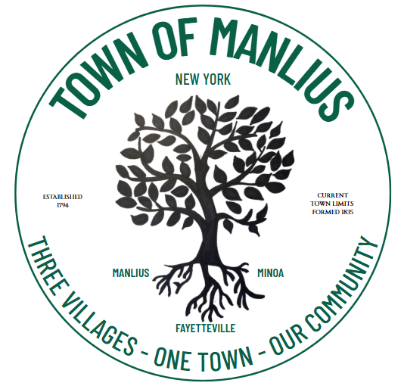 TOWN OF MANLIUS
NEW YORK
ESTABLISHED
1794
CURRENT
TOWN LIMITS
FORMED 1835
MANLIUS
MINOA
FAYETTEVILLE
THREE VILLAGES - ONE TOWN - OUR COMMUNITY